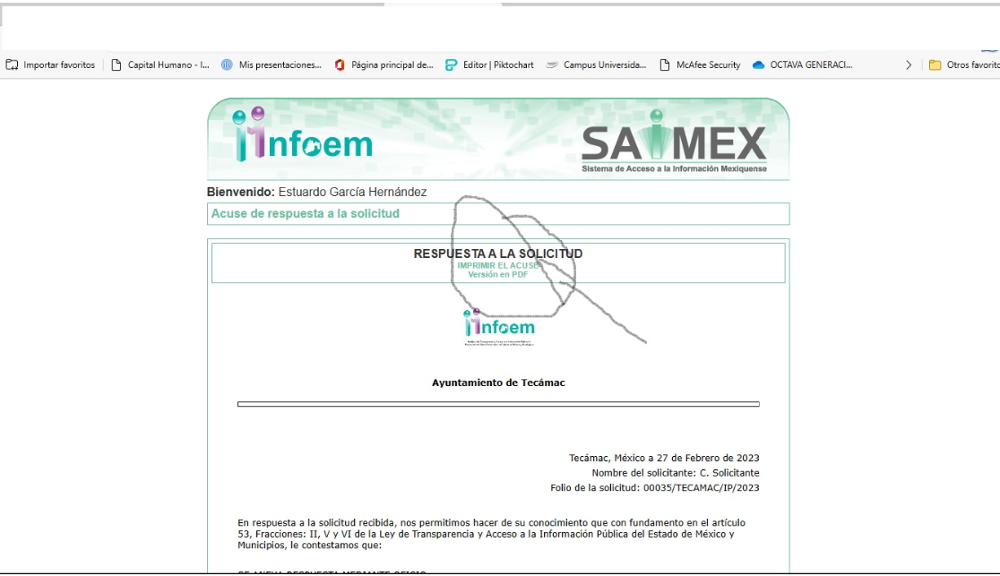 Importar favoritos
Capital Humano - I...
Mis presentaciones...
Página principal de...
Editor | Piktochart
Campus Universida...
McAfee Security
OCTAVA GENERACI...
Otros favorito
infoem
SAIMEX
Sistema de Acceso a la Información Mexiquense
Bienvenido: Estuardo García Hernández
Acuse de respuesta a la solicitud
RESPUESTA A LA SOLICITUD
IMPRIMIR EL ACUSE
Versión en PDF
infoem
Ayuntamiento de Tecámac
Tecámac, México a 27 de Febrero de 2023
Nombre del solicitante: C. Solicitante
Folio de la solicitud: 00035/TECAMAC/IP/2023
En respuesta a la solicitud recibida, nos permitimos hacer de su conocimiento que con fundamento en el artículo
53, Fracciones: II, V y VI de la Ley de Transparencia y Acceso a la Información Pública del Estado de México y
Municipios, le contestamos que:
SE ANEXA RESPUESTA MEDIANTE OFICIO